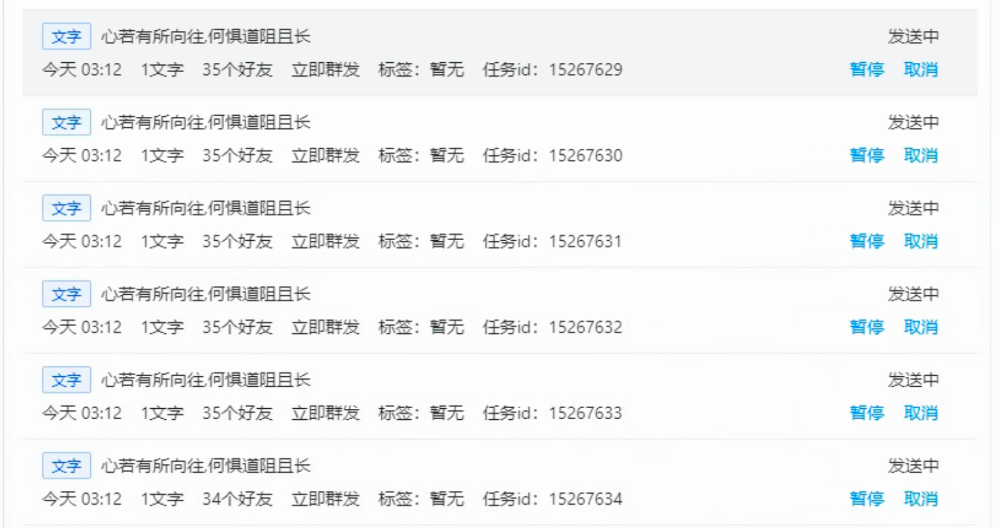 文字 心若有所向往,何惧道阻且长 发送中
今天 03:12 1文字 35个好友 立即群发 标签：暂无 任务id：15267629 暂停 取消
文字 心若有所向往,何惧道阻且长 发送中
今天 03:12 1文字 35个好友 立即群发 标签：暂无 任务id：15267630 暂停 取消
文字 心若有所向往,何惧道阻且长 发送中
今天 03:12 1文字 35个好友 立即群发 标签：暂无 任务id：15267631 暂停 取消
文字 心若有所向往,何惧道阻且长 发送中
今天 03:12 1文字 35个好友 立即群发 标签：暂无 任务id：15267632 暂停 取消
文字 心若有所向往,何惧道阻且长 发送中
今天 03:12 1文字 35个好友 立即群发 标签：暂无 任务id：15267633 暂停 取消
文字 心若有所向往,何惧道阻且长 发送中
今天 03:12 1文字 34个好友 立即群发 标签：暂无 任务id：15267634 暂停 取消